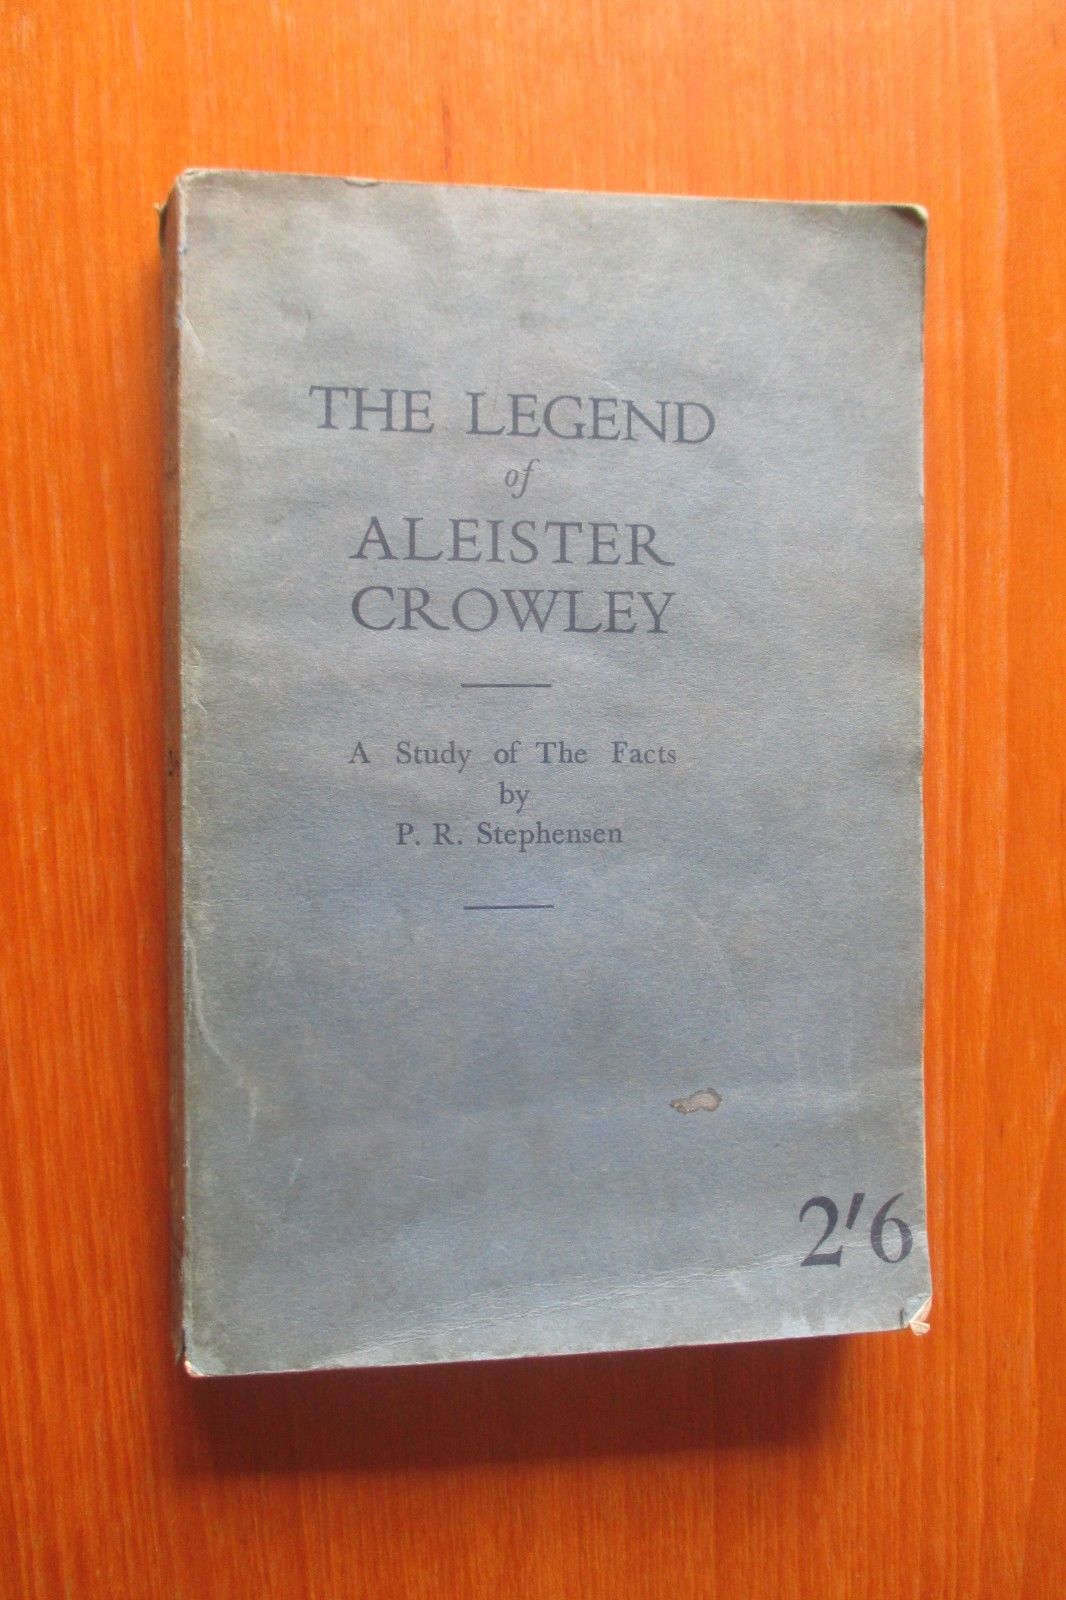 THE LEGEND
of
ALEISTER
CROWLEY
A Study of The Facts
by
P. R. Stephensen
2'6